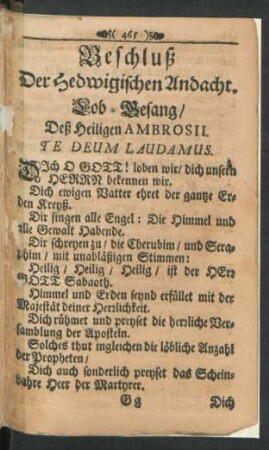 465
Beschluß
Der Hedwigischen Andacht.
Lob-Gesang/
Deß Heiligen AMBROSII.
TE DEUM LAUDAMUS.
DIch O GOTT! loben wir/ dich unsern
HERRN bekennen wir.
Dich ewigen Vatter ehret der gantze Er-
den Kreyß.
Dir singen alle Engel: Die Himmel und
alle Gewalt Habende.
Dir schreyen zu/ die Cherubim/ und Sera-
phim/ mit unabläßigen Stimmen:
Heilig/ Heilig/ Heilig/ ist der HErr
GOTT Sabaoth.
Himmel und Erden seynd erfüllet mit der
Majestät deiner Herlichkeit.
Dich rühmet und preyset die herzliche Ver-
samblung der Aposteln.
Solches thut ingleichen die löbliche Anzahl
der Propheten/
Dich auch sonderlich preyset das Schein-
bahre Heer der Martyrer.
Gg Dich